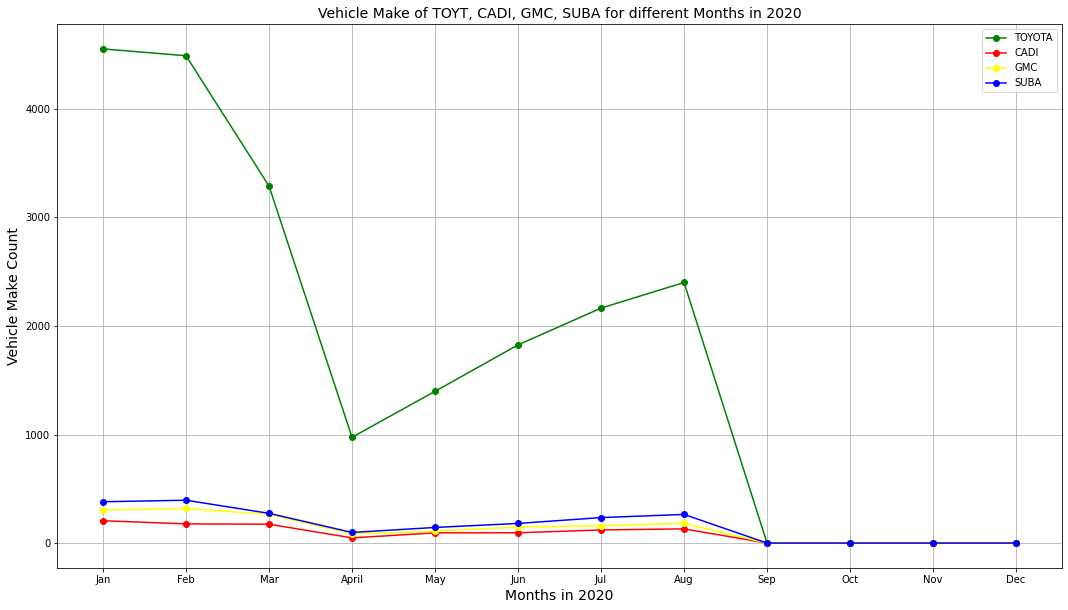 Vehicle Make of TOYT, CADI, GMC, SUBA for different Months in 2020
TOYOTA
CADI
GMC
SUBA
Vehicle Make Count
4000
3000
2000
1000
0
Jan Feb Mar April May Jun Jul Aug Sep Oct Nov Dec
Months in 2020